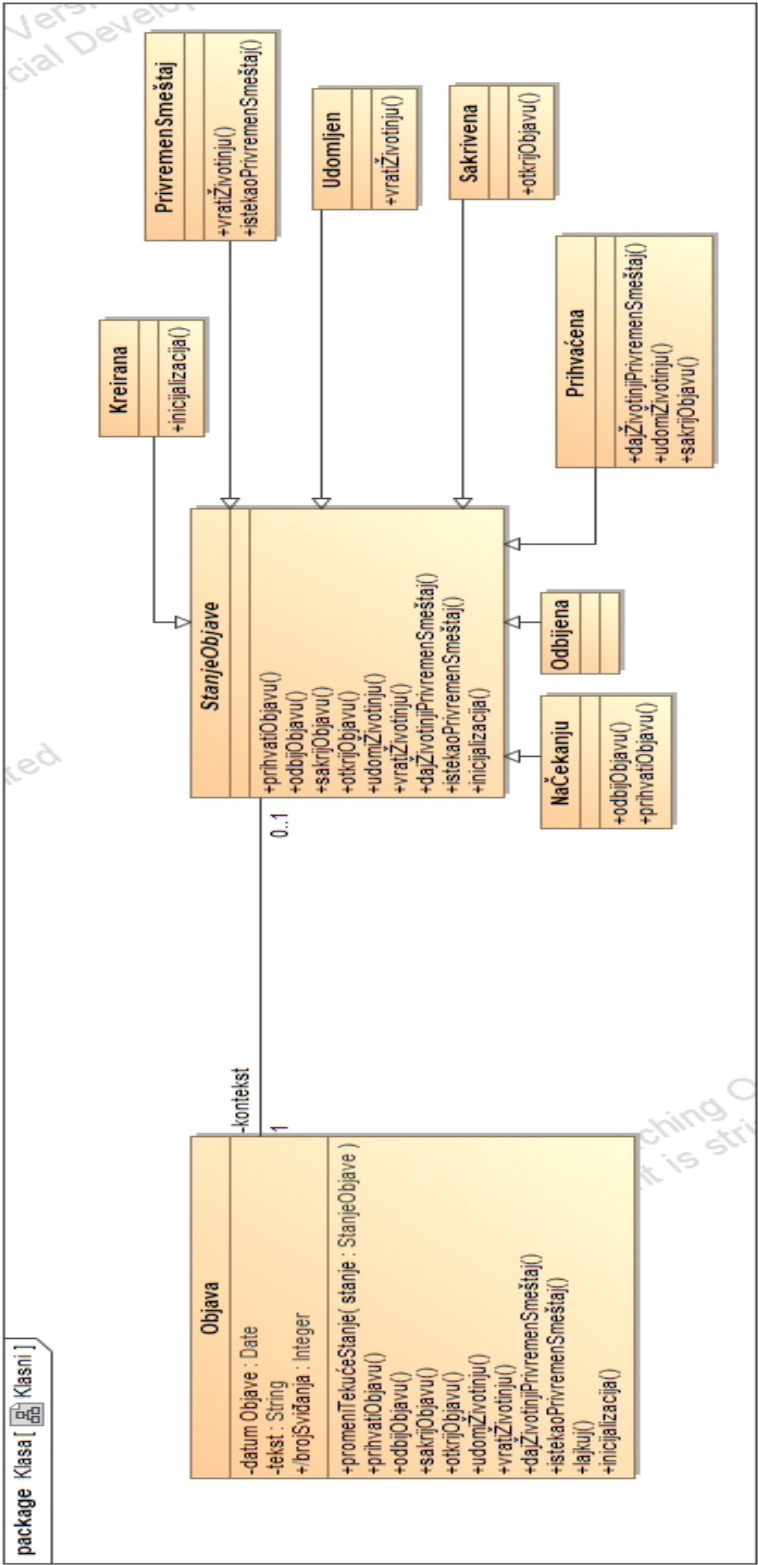 package Klasa [ Klasni ]
Objava
-datum Objave : Date
-tekst : String
+/brojSviđanja : Integer
+promenTekućeStanje( stanje : StanjeObjave )
+prihvatiObjavu()
+odbijObjavu()
+sakrijObjavu()
+otkrijObjavu()
+udomiŽivotinju()
+vratiŽivotinju()
+dajŽivotinjiPrivremenSmeštaj()
+istekaoPrivremenSmeštaj()
+lajkuj()
+inicijalizacija()
-kontekst
1
0..1
StanjeObjave
+prihvatiObjavu()
+odbijObjavu()
+sakrijObjavu()
+otkrijObjavu()
+udomiŽivotinju()
+vratiŽivotinju()
+dajŽivotinjiPrivremenSmeštaj()
+istekaoPrivremenSmeštaj()
+inicijalizacija()
Kreirana
+inicijalizacija()
PrivremenSmeštaj
+vratiŽivotinju()
+istekaoPrivremenSmeštaj()
Udomljen
+vratiŽivotinju()
Sakrivena
+otkrijObjavu()
Prihvaćena
+dajŽivotinjiPrivremenSmeštaj()
+udomiŽivotinju()
+sakrijObjavu()
Odbijena
NaČekanju
+odbijObjavu()
+prihvatiObjavu()
is stri